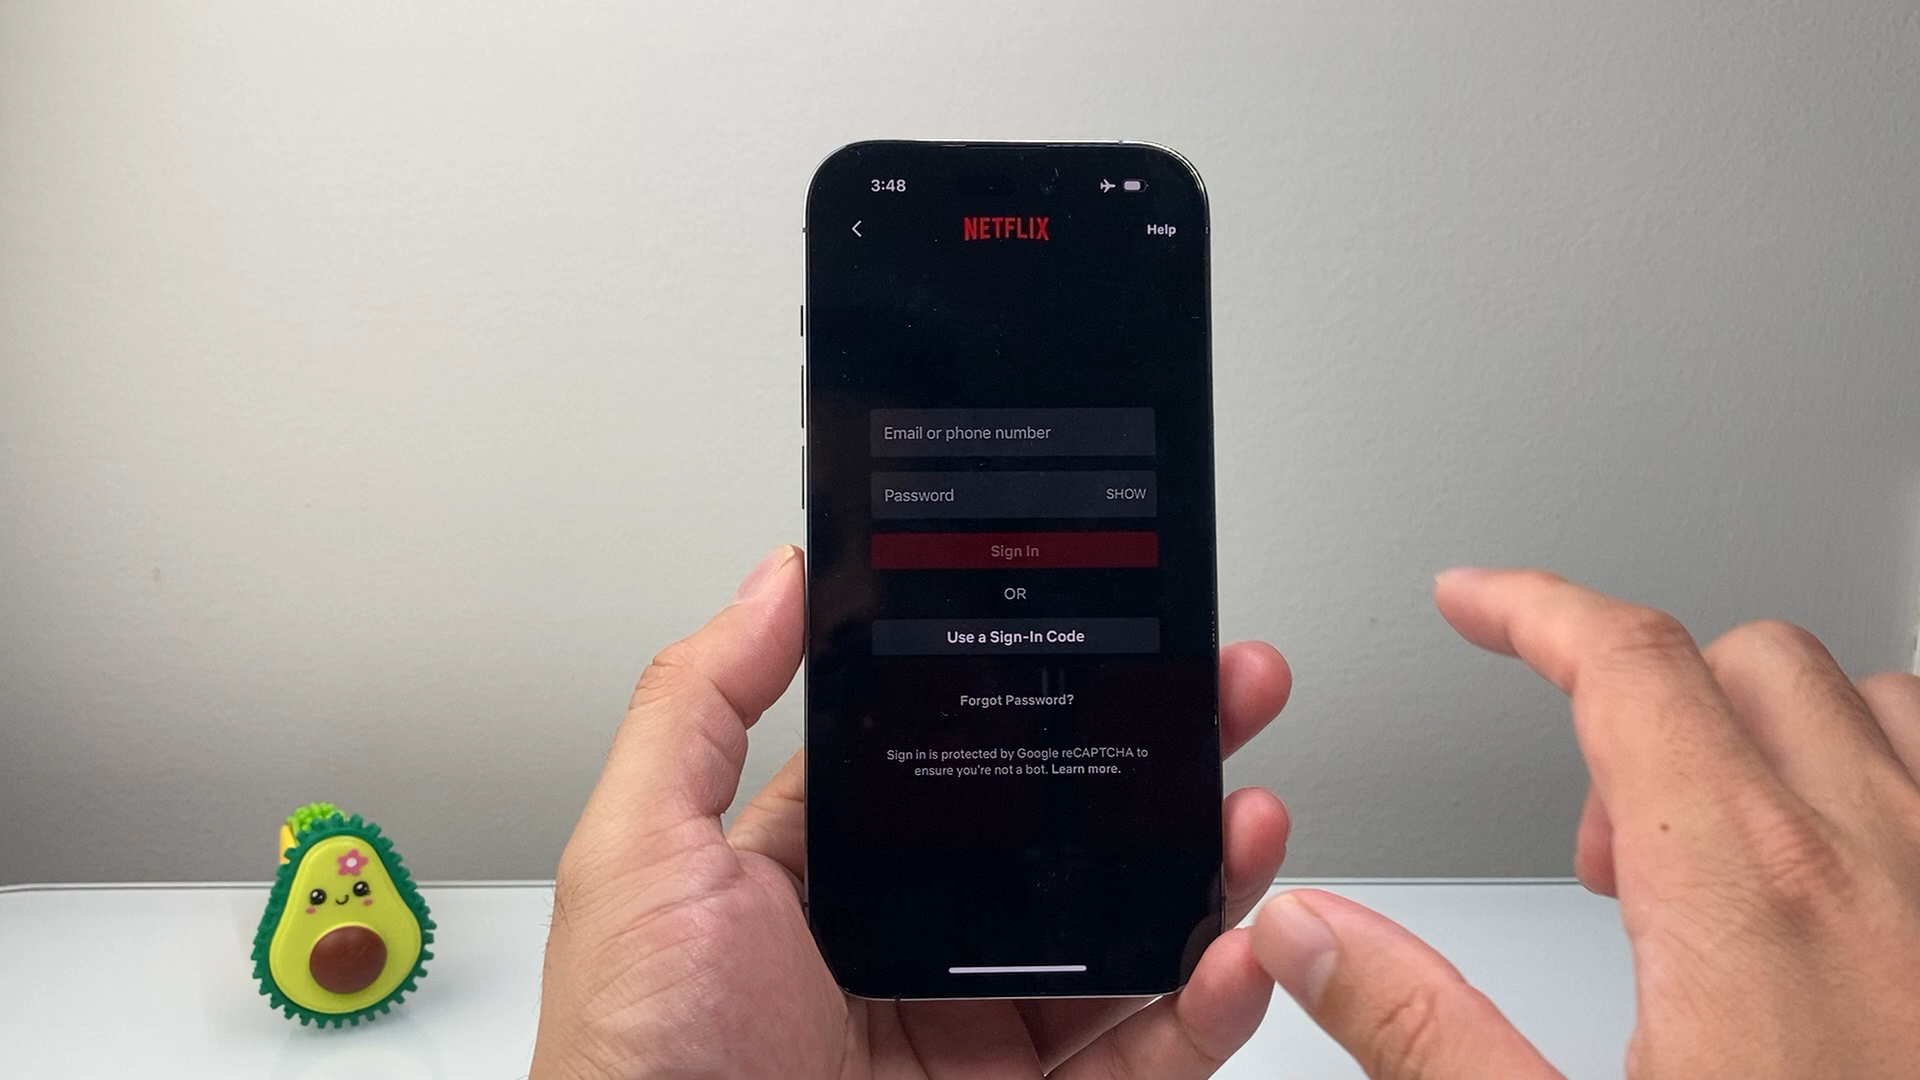 3:48
NETFLIX
Help
Email or phone number
Password
SHOW
Sign In
OR
Use a Sign-In Code
Forgot Password?
Sign in is protected by Google reCAPTCHA to
ensure you're not a bot. Learn more.